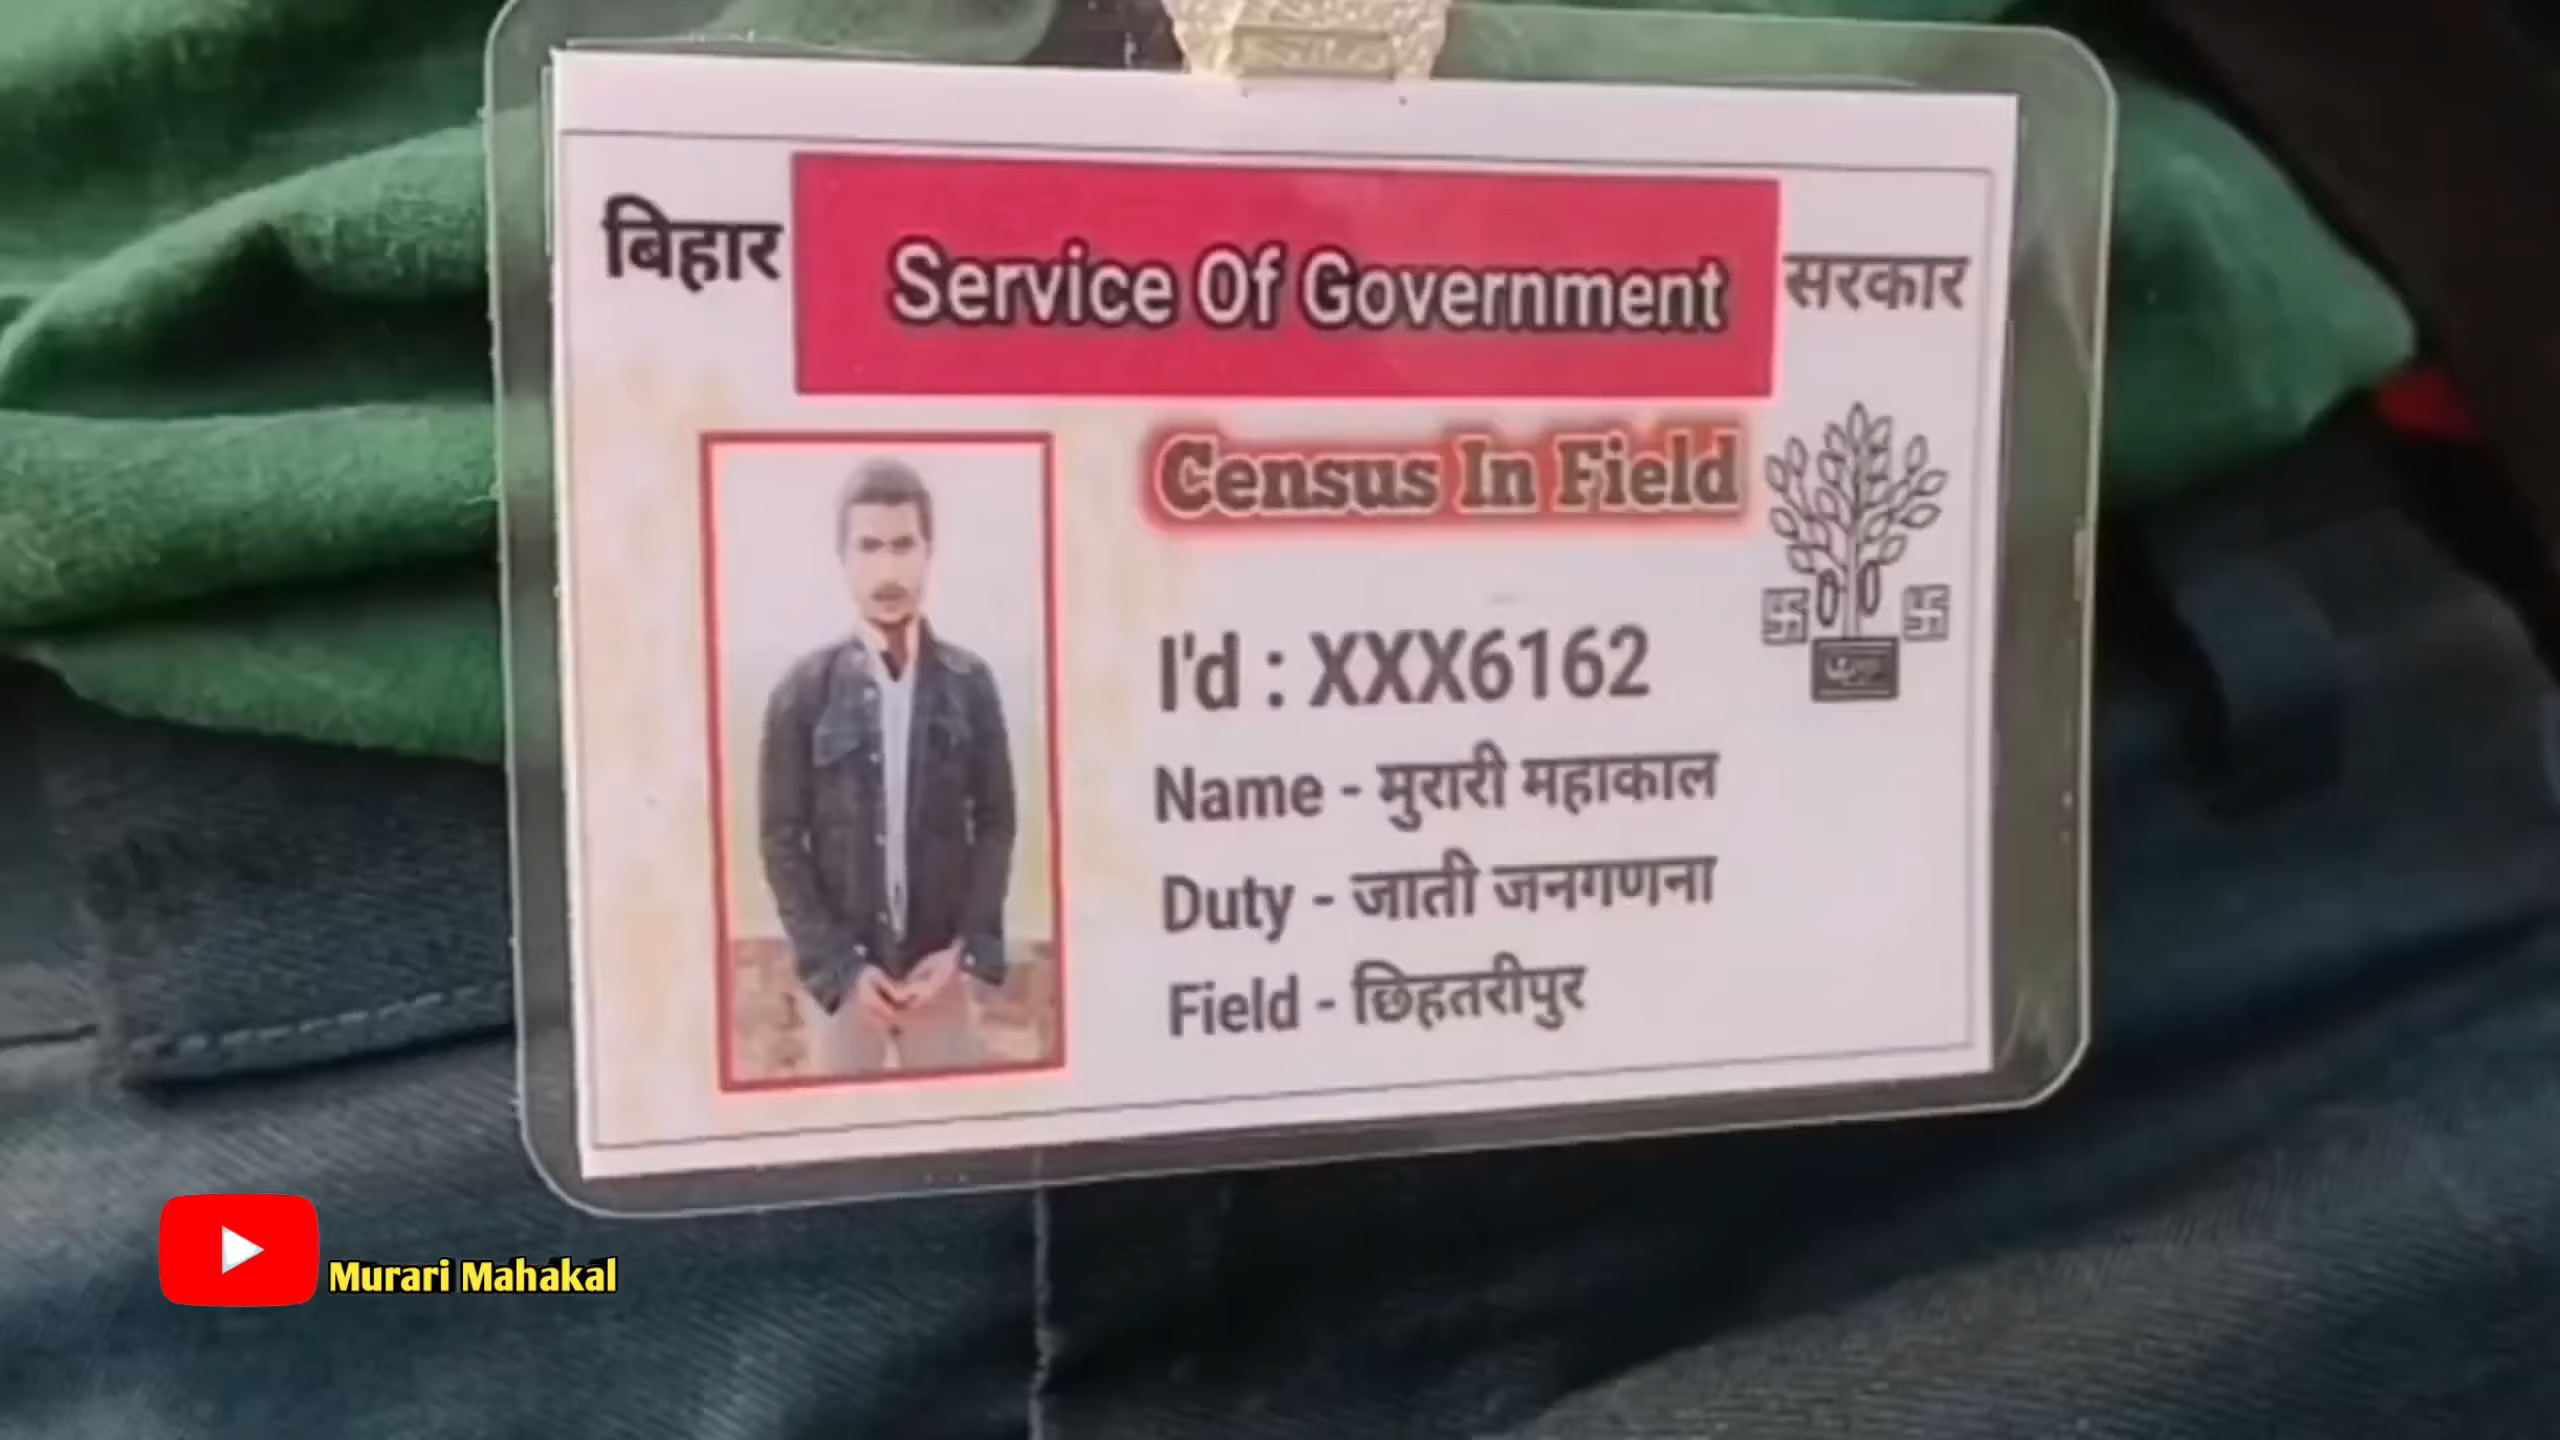 बिहार Service Of Government सरकार
Census In Field
I'd : XXX6162
Name - मुरारी महाकाल
Duty - जाती जनगणना
Field - छिहतरीपुर
Murari Mahakal